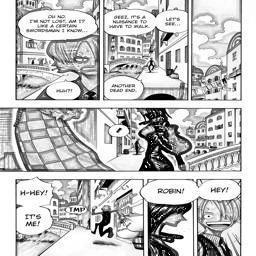 OH NO.
I'M NOT LOST, AM I?
LIKE A CERTAIN
SWORDSMAN I KNOW...
HUH?!
GEEZ, IT'S A
NUISANCE TO
HAVE TO WALK.
ANOTHER
DEAD END.
LET'S
SEE...
?
H-HEY!
IT'S
ME!
TMP
ROBIN!
HEY!